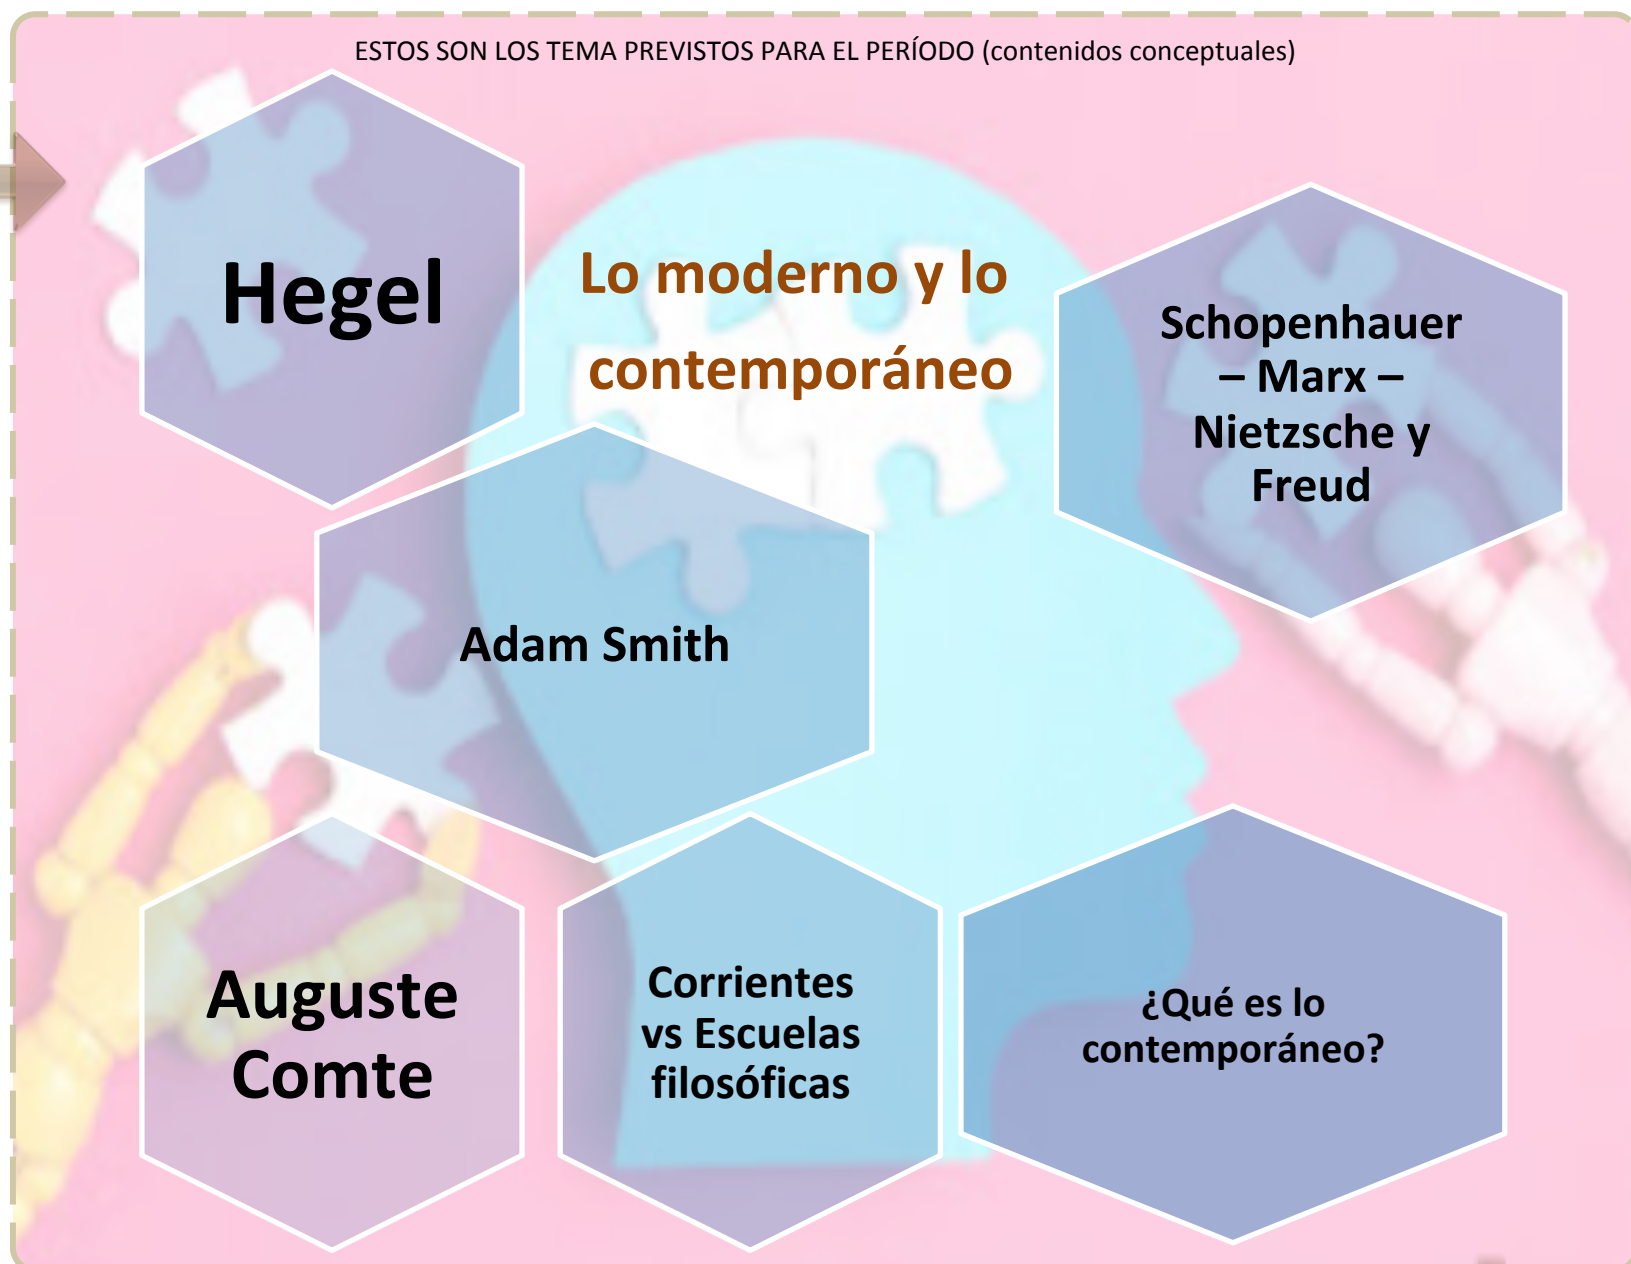 ESTOS SON LOS TEMA PREVISTOS PARA EL PERÍODO (contenidos conceptuales)
Hegel
Lo moderno y lo
contemporáneo
Schopenhauer
– Marx –
Nietzsche y
Freud
Adam Smith
Auguste
Comte
Corrientes
vs Escuelas
filosóficas
¿Qué es lo
contemporáneo?